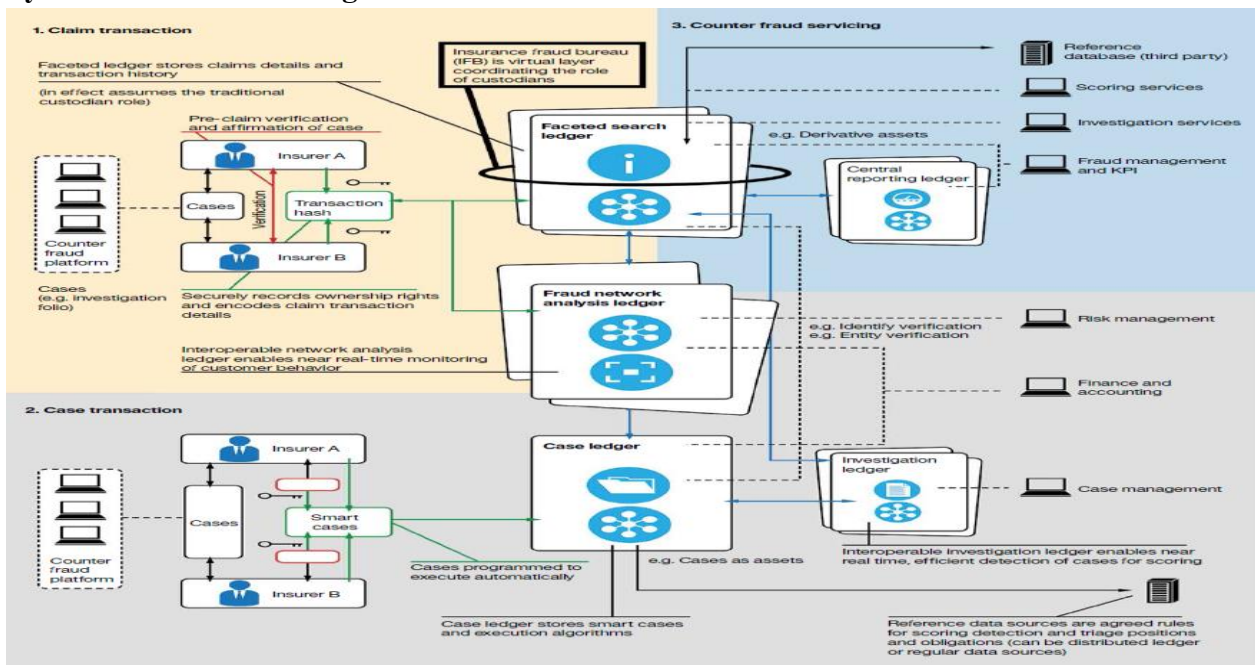 1. Claim transaction
Faceted ledger stores claims details and
transaction history
(in effect assumes the traditional
custodian role)
Pre-claim verification
and affirmation of case
Insurer A
Cases
Verification
Transaction
hash
Insurer B
Counter
fraud
platform
Cases
(e.g. investigation
folio)
Securely records ownership rights
and encodes claim transaction
details
Interoperable network analysis
ledger enables near real-time monitoring
of customer behavior
Insurance fraud bureau
(IFB) is virtual layer
coordinating the role
of custodians
Faceted search
ledger
Fraud network
analysis ledger
3. Counter fraud servicing
Reference
database (third party)
Scoring services
Investigation services
e.g. Derivative assets
Fraud management
and KPI
Central
reporting ledger
Risk management
e.g. Identify verification
e.g. Entity verification
Finance and
accounting
2. Case transaction
Insurer A
Cases
Smart
cases
Insurer B
Counter
fraud
platform
Cases programmed to
execute automatically
Case ledger
e.g. Cases as assets
Case ledger stores smart cases
and execution algorithms
Investigation
ledger
Case management
Interoperable investigation ledger enables near
real time, efficient detection of cases for scoring
Reference data sources are agreed rules
for scoring detection and triage positions
and obligations (can be distributed ledger
or regular data sources)